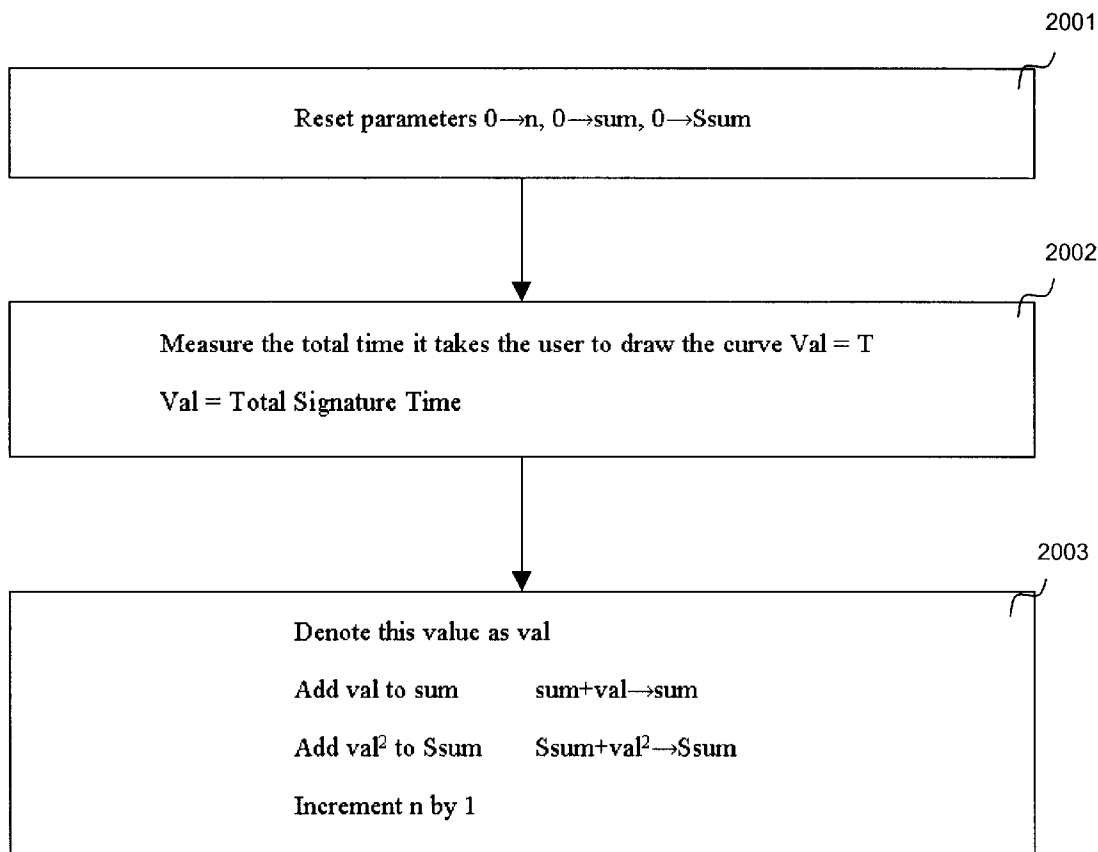 2001
Reset parameters 0→n, 0→sum, 0→Ssum
2002
Measure the total time it takes the user to draw the curve Val = T
Val = Total Signature Time
2003
Denote this value as val
Add val to sum sum+val→sum
Add val² to Ssum Ssum+val²→Ssum
Increment n by 1